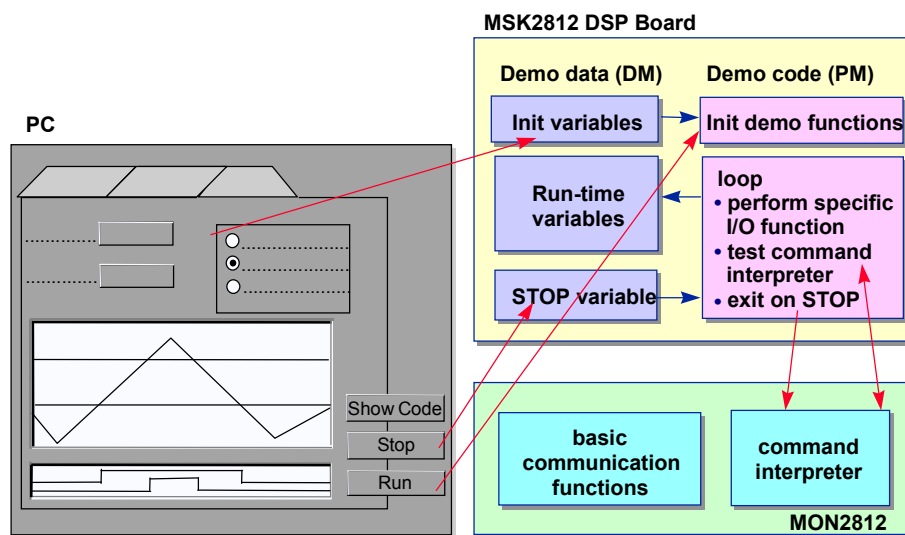 MSK2812 DSP Board
Demo data (DM)
Demo code (PM)
PC
Init variables
Init demo functions
Run-time
variables
loop
• perform specific
I/O function
• test command
interpreter
• exit on STOP
STOP variable
Show Code
Stop
Run
basic
communication
functions
command
interpreter
MON2812